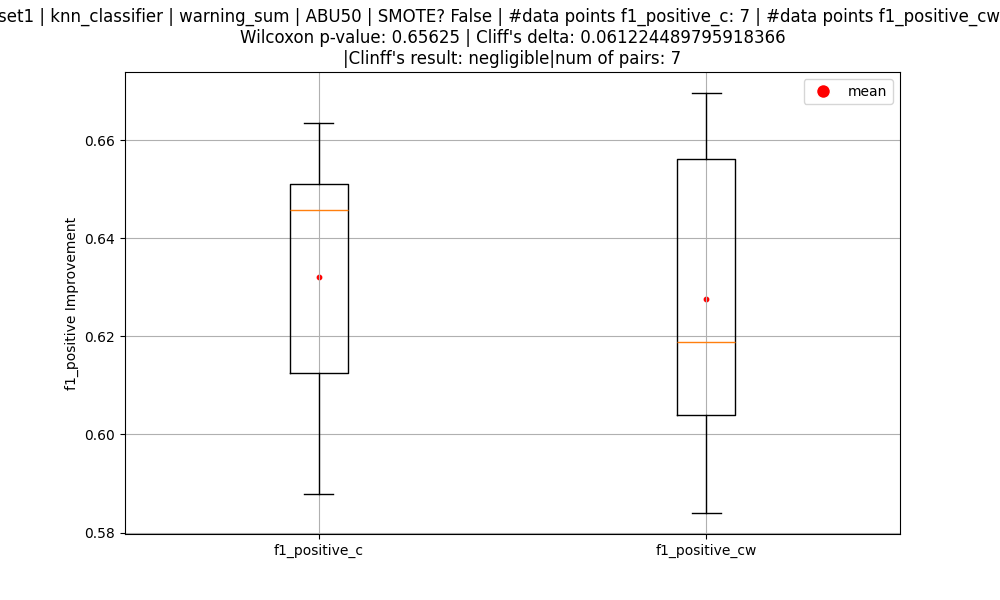 set1 | knn_classifier | warning_sum | ABU50 | SMOTE? False | #data points f1_positive_c: 7 | #data points f1_positive_cw
Wilcoxon p-value: 0.65625 | Cliff's delta: 0.061224489795918366
|Clinff's result: negligible|num of pairs: 7
mean
0.66
0.64
0.62
0.60
0.58
f1_positive Improvement
f1_positive_c
f1_positive_cw